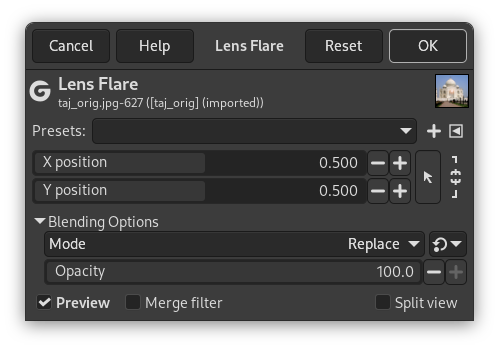 Cancel Help Lens Flare Reset OK
Lens Flare
taj_orig.jpg-627 ([taj_orig] (imported))
Presets:
X position 0.500
Y position 0.500
Blending Options
Mode Replace
Opacity 100.0
Preview Merge filter Split view